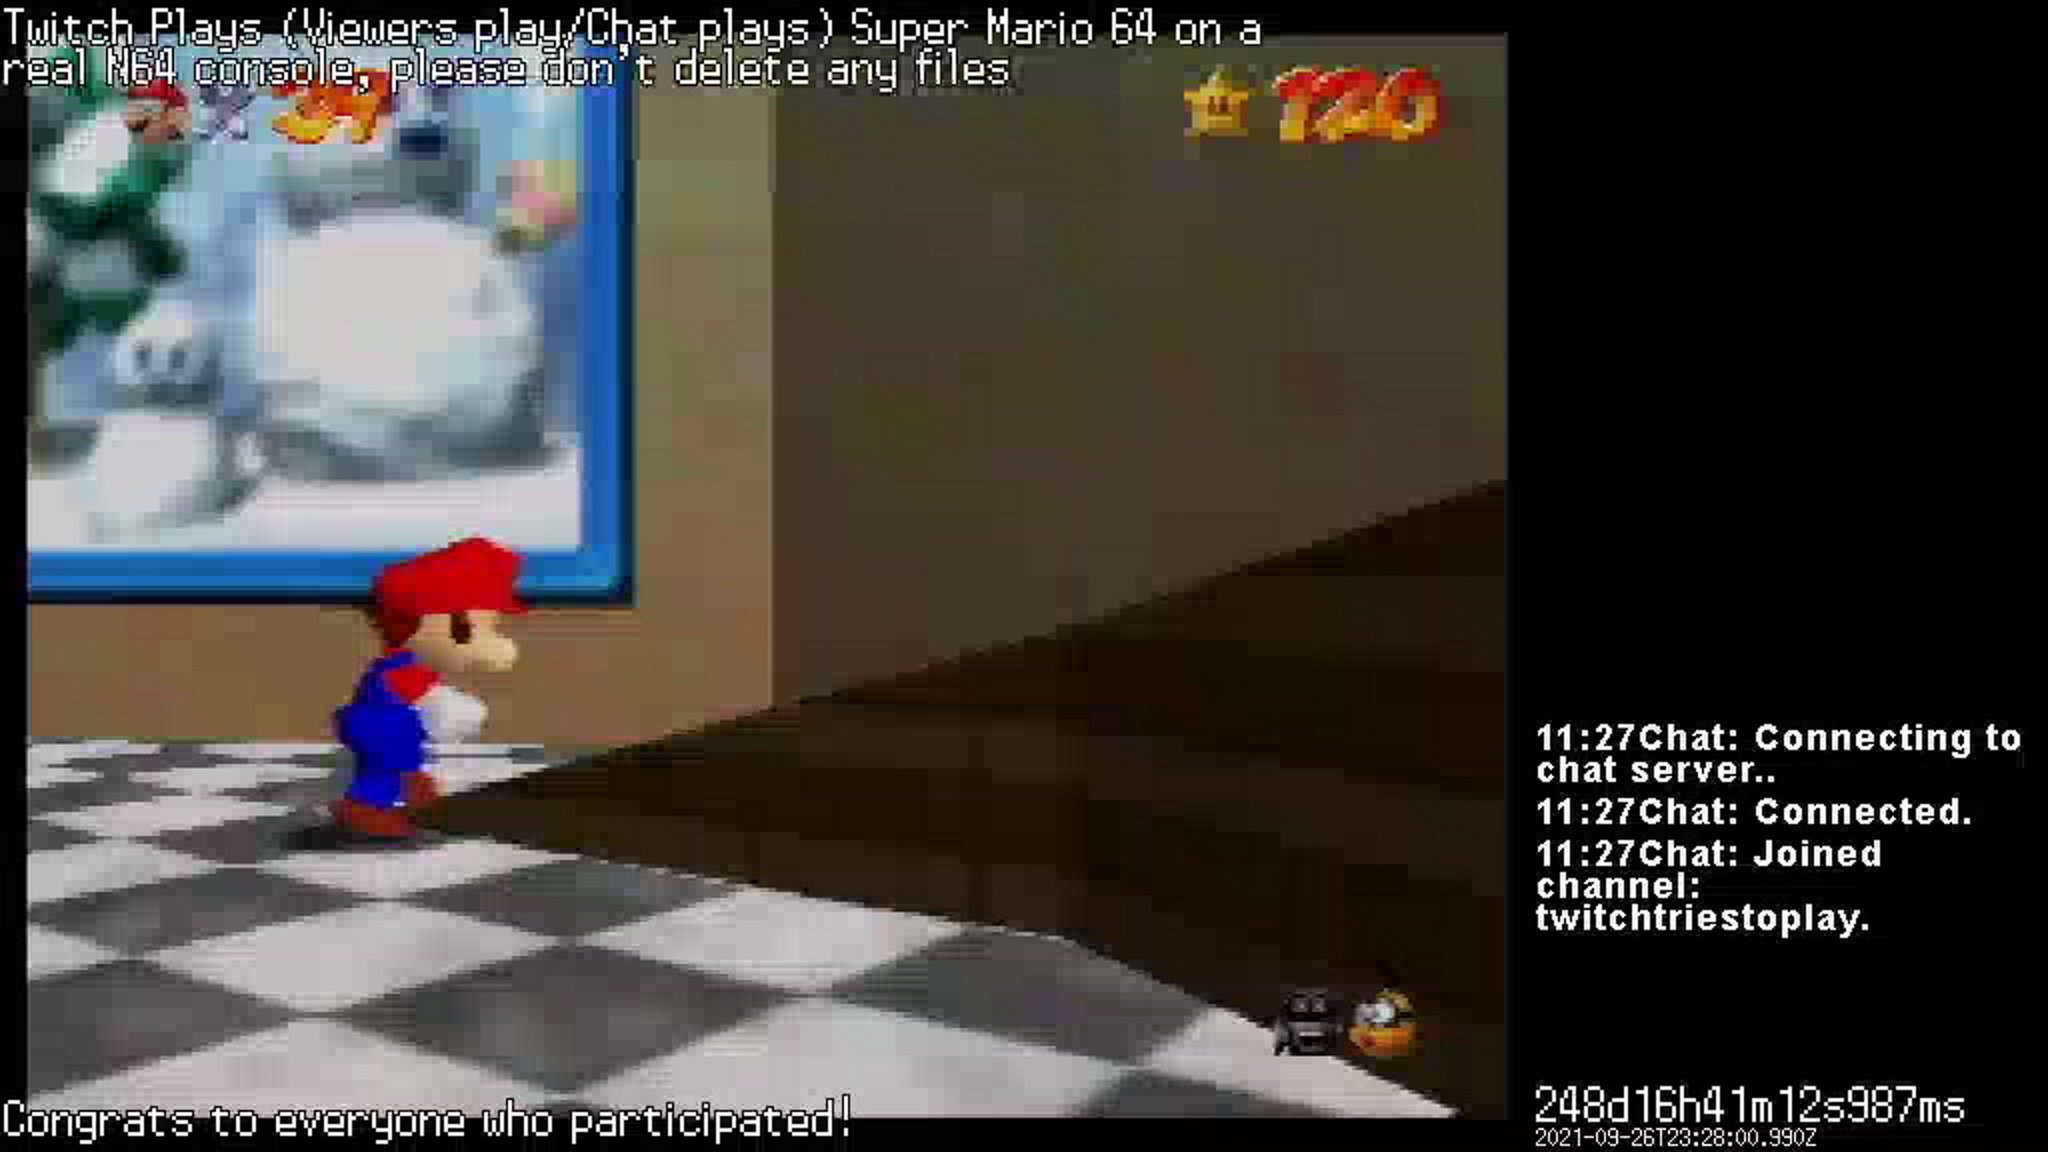 Twitch Plays (Viewers play/Chat plays) Super Mario 64 on a
real N64 console, please don't delete any files
120
11:27Chat: Connecting to
chat server..
11:27Chat: Connected.
11:27Chat: Joined
channel:
twitchtriestoplay.
248d16h41m12s987ms
2021-09-26T23:28:00.990Z
Congrats to everyone who participated!